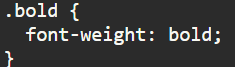 .bold {
  font-weight: bold;
}